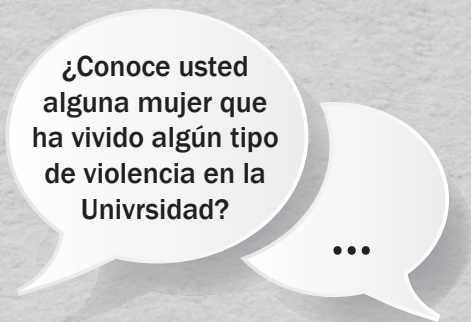 ¿Conoce usted
alguna mujer que
ha vivido algún tipo
de violencia en la
Univrsidad?
...